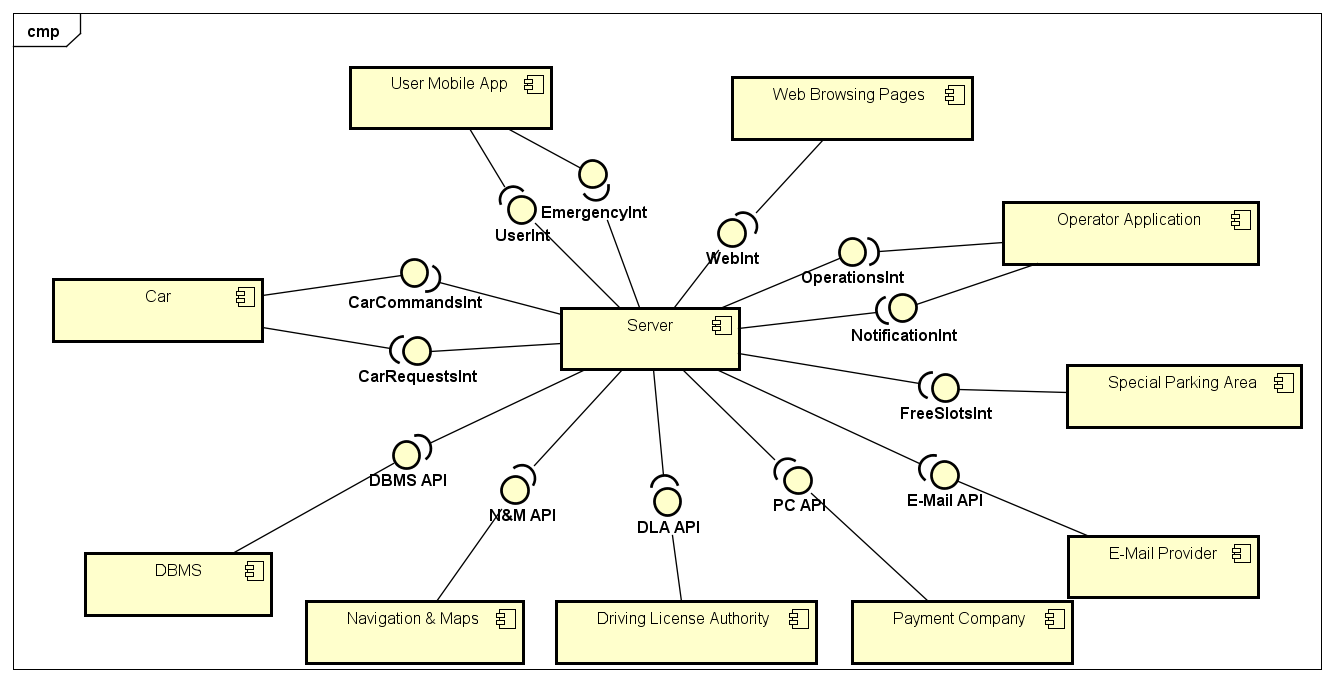 cmp
User Mobile App
Web Browsing Pages
EmergencyInt
UserInt
WebInt
Operator Application
OperationsInt
Car
CarCommandsInt
Server
NotificationInt
CarRequestsInt
Special Parking Area
FreeSlotsInt
DBMS API
N&M API
DLA API
PC API
E-Mail API
DBMS
E-Mail Provider
Navigation & Maps
Driving License Authority
Payment Company